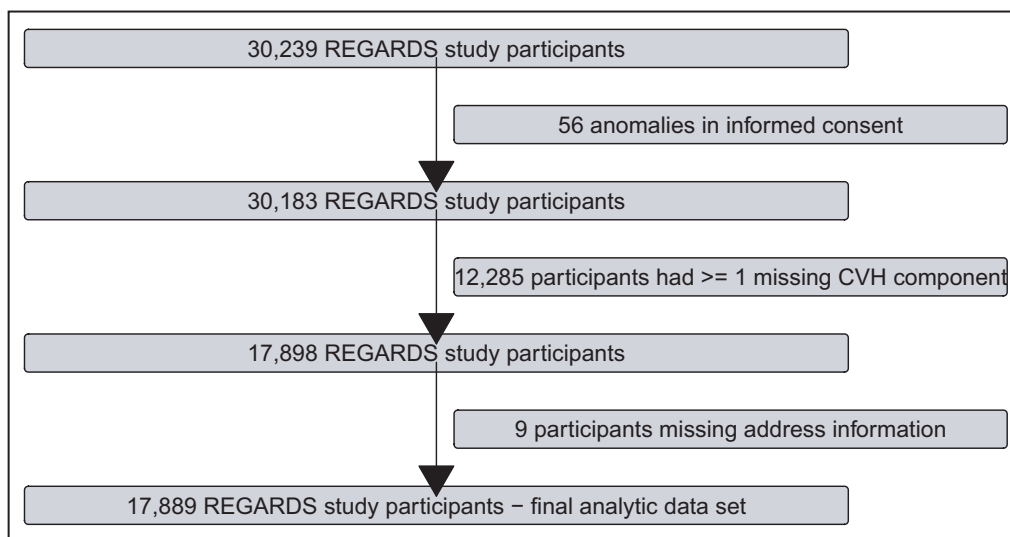 30,239 REGARDS study participants
56 anomalies in informed consent
30,183 REGARDS study participants
12,285 participants had >= 1 missing CVH component
17,898 REGARDS study participants
9 participants missing address information
17,889 REGARDS study participants − final analytic data set